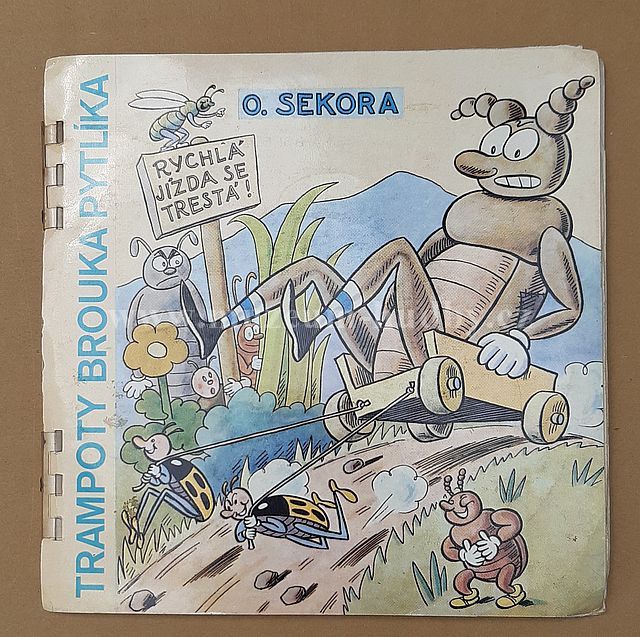 TRAMPOTY BROUKA PYTLÍKA
O. SEKORA
RYCHLÁ
JÍZDA SE
TRESTÁ!